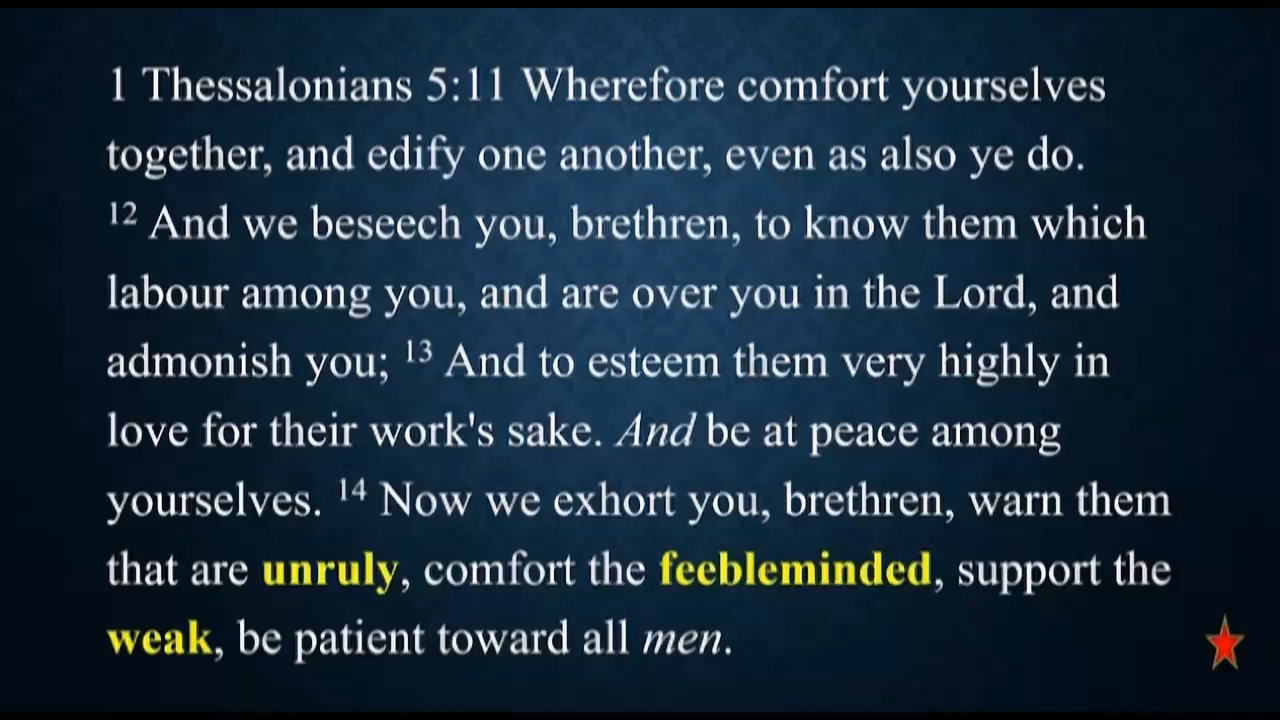 1 Thessalonians 5:11 Wherefore comfort yourselves
together, and edify one another, even as also ye do.
12 And we beseech you, brethren, to know them which
labour among you, and are over you in the Lord, and
admonish you; 13 And to esteem them very highly in
love for their work's sake. And be at peace among
yourselves. 14 Now we exhort you, brethren, warn them
that are unruly, comfort the feebleminded, support the
weak, be patient toward all men.